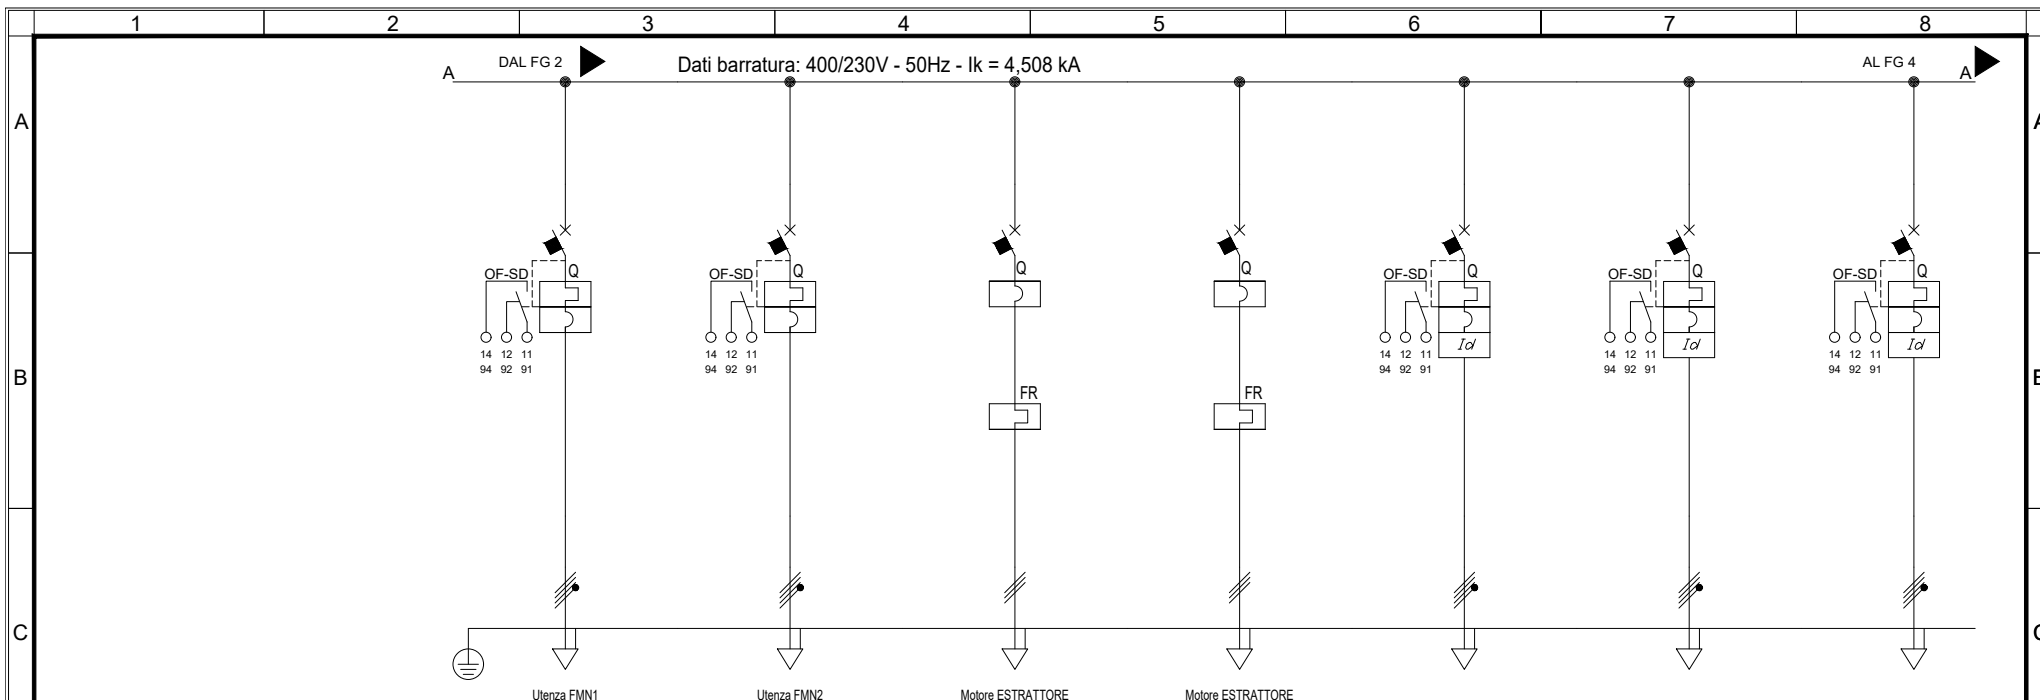 1 2 3 4 5 6 7 8
DAL FG 2 Dati barratura: 400/230V - 50Hz - Ik = 4,508 kA AL FG 4
A A
A
OF-SD Q OF-SD Q Q Q OF-SD Q OF-SD Q OF-SD Q
14 12 11 14 12 11 Id 14 12 11 Id 14 12 11 Id 14 12 11
94 92 91 94 92 91 94 92 91 94 92 91 94 92 91
B
FR FR
C
Utenza FMN1 Utenza FMN2 Motore ESTRATTORE Motore ESTRATTORE